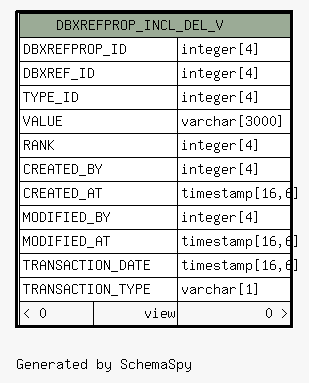 DBXREFPROP_INCL_DEL_V
DBXREFPROP_ID integer[4]
DBXREF_ID integer[4]
TYPE_ID integer[4]
VALUE varchar[3000]
RANK integer[4]
CREATED_BY integer[4]
CREATED_AT timestamp[16,6]
MODIFIED_BY integer[4]
MODIFIED_AT timestamp[16,6]
TRANSACTION_DATE timestamp[16,6]
TRANSACTION_TYPE varchar[1]
< 0 view 0 >
Generated by SchemaSpy